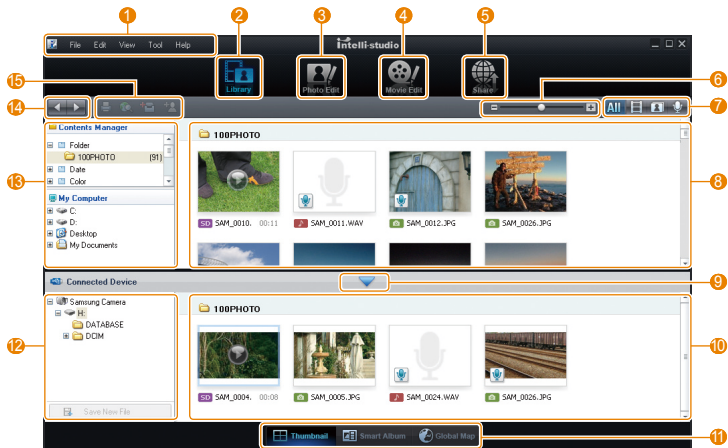 1 2 3 4 5
File Edit View Tool Help
Intelli-studio
Library Photo Edit Movie Edit Share
15 6
14 All 7
Contents Manager
Folder
100PHOTO (91)
Date
Color
13
My Computer
C:
D:
Desktop
My Documents
100PHOTO
8
SD SAM_0010. 00:11 SAM_0011.WAV SAM_0012.JPG SAM_0026.JPG
Connected Device 9
Samsung Camera
H:
DATABASE
DCIM
12
Save New File
100PHOTO
10
SD SAM_0004. 00:08 SAM_0005.JPG SAM_0024.WAV SAM_0026.JPG
Thumbnail Smart Album Global Map 11